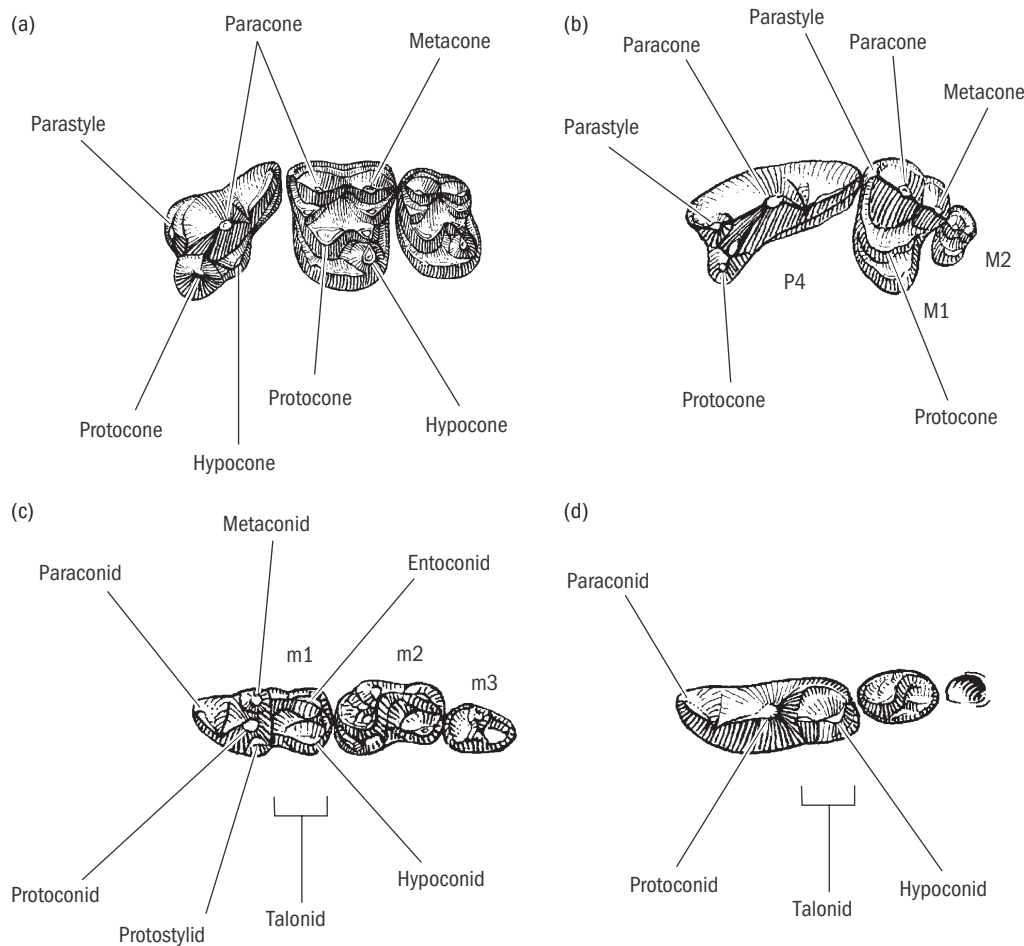 (a)
Paracone
Metacone
Parastyle
Protocone
Hypocone
Protocone
Hypocone
(b)
Parastyle
Paracone
Paracone
Metacone
Parastyle
P4
M2
M1
Protocone
Protocone
(c)
Metaconid
Paraconid
Entoconid
m1
m2
m3
Protoconid
Protostylid
Talonid
Hypoconid
(d)
Paraconid
Protoconid
Talonid
Hypoconid